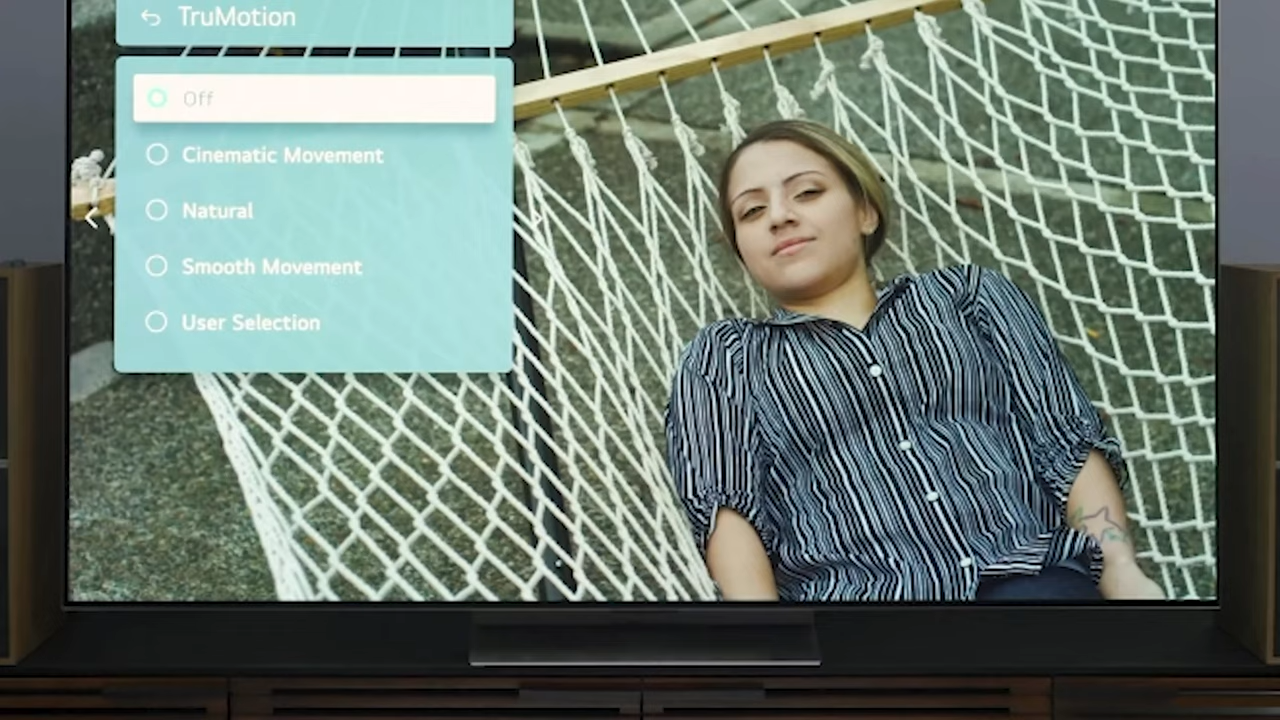 TruMotion
Off
Cinematic Movement
Natural
Smooth Movement
User Selection